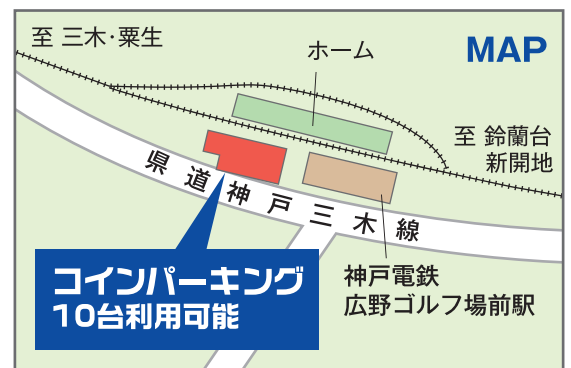 至 三木・粟生
ホーム
MAP
至 鈴蘭台
新開地
県道神戸三木線
コインパーキング
10台利用可能
神戸電鉄
広野ゴルフ場前駅